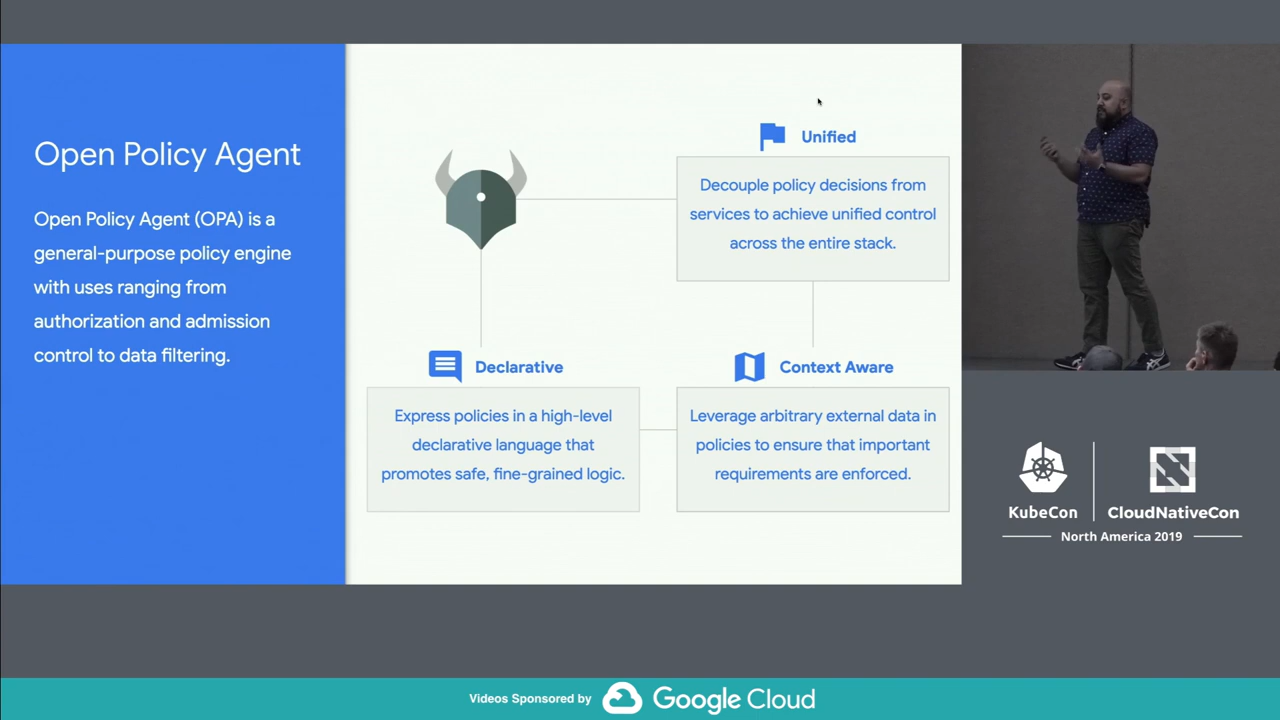 Open Policy Agent
Open Policy Agent (OPA) is a
general-purpose policy engine
with uses ranging from
authorization and admission
control to data filtering.
Unified
Decouple policy decisions from
services to achieve unified control
across the entire stack.
Declarative
Express policies in a high-level
declarative language that
promotes safe, fine-grained logic.
Context Aware
Leverage arbitrary external data in
policies to ensure that important
requirements are enforced.
KubeCon
CloudNativeCon
North America 2019
Videos Sponsored by
Google Cloud